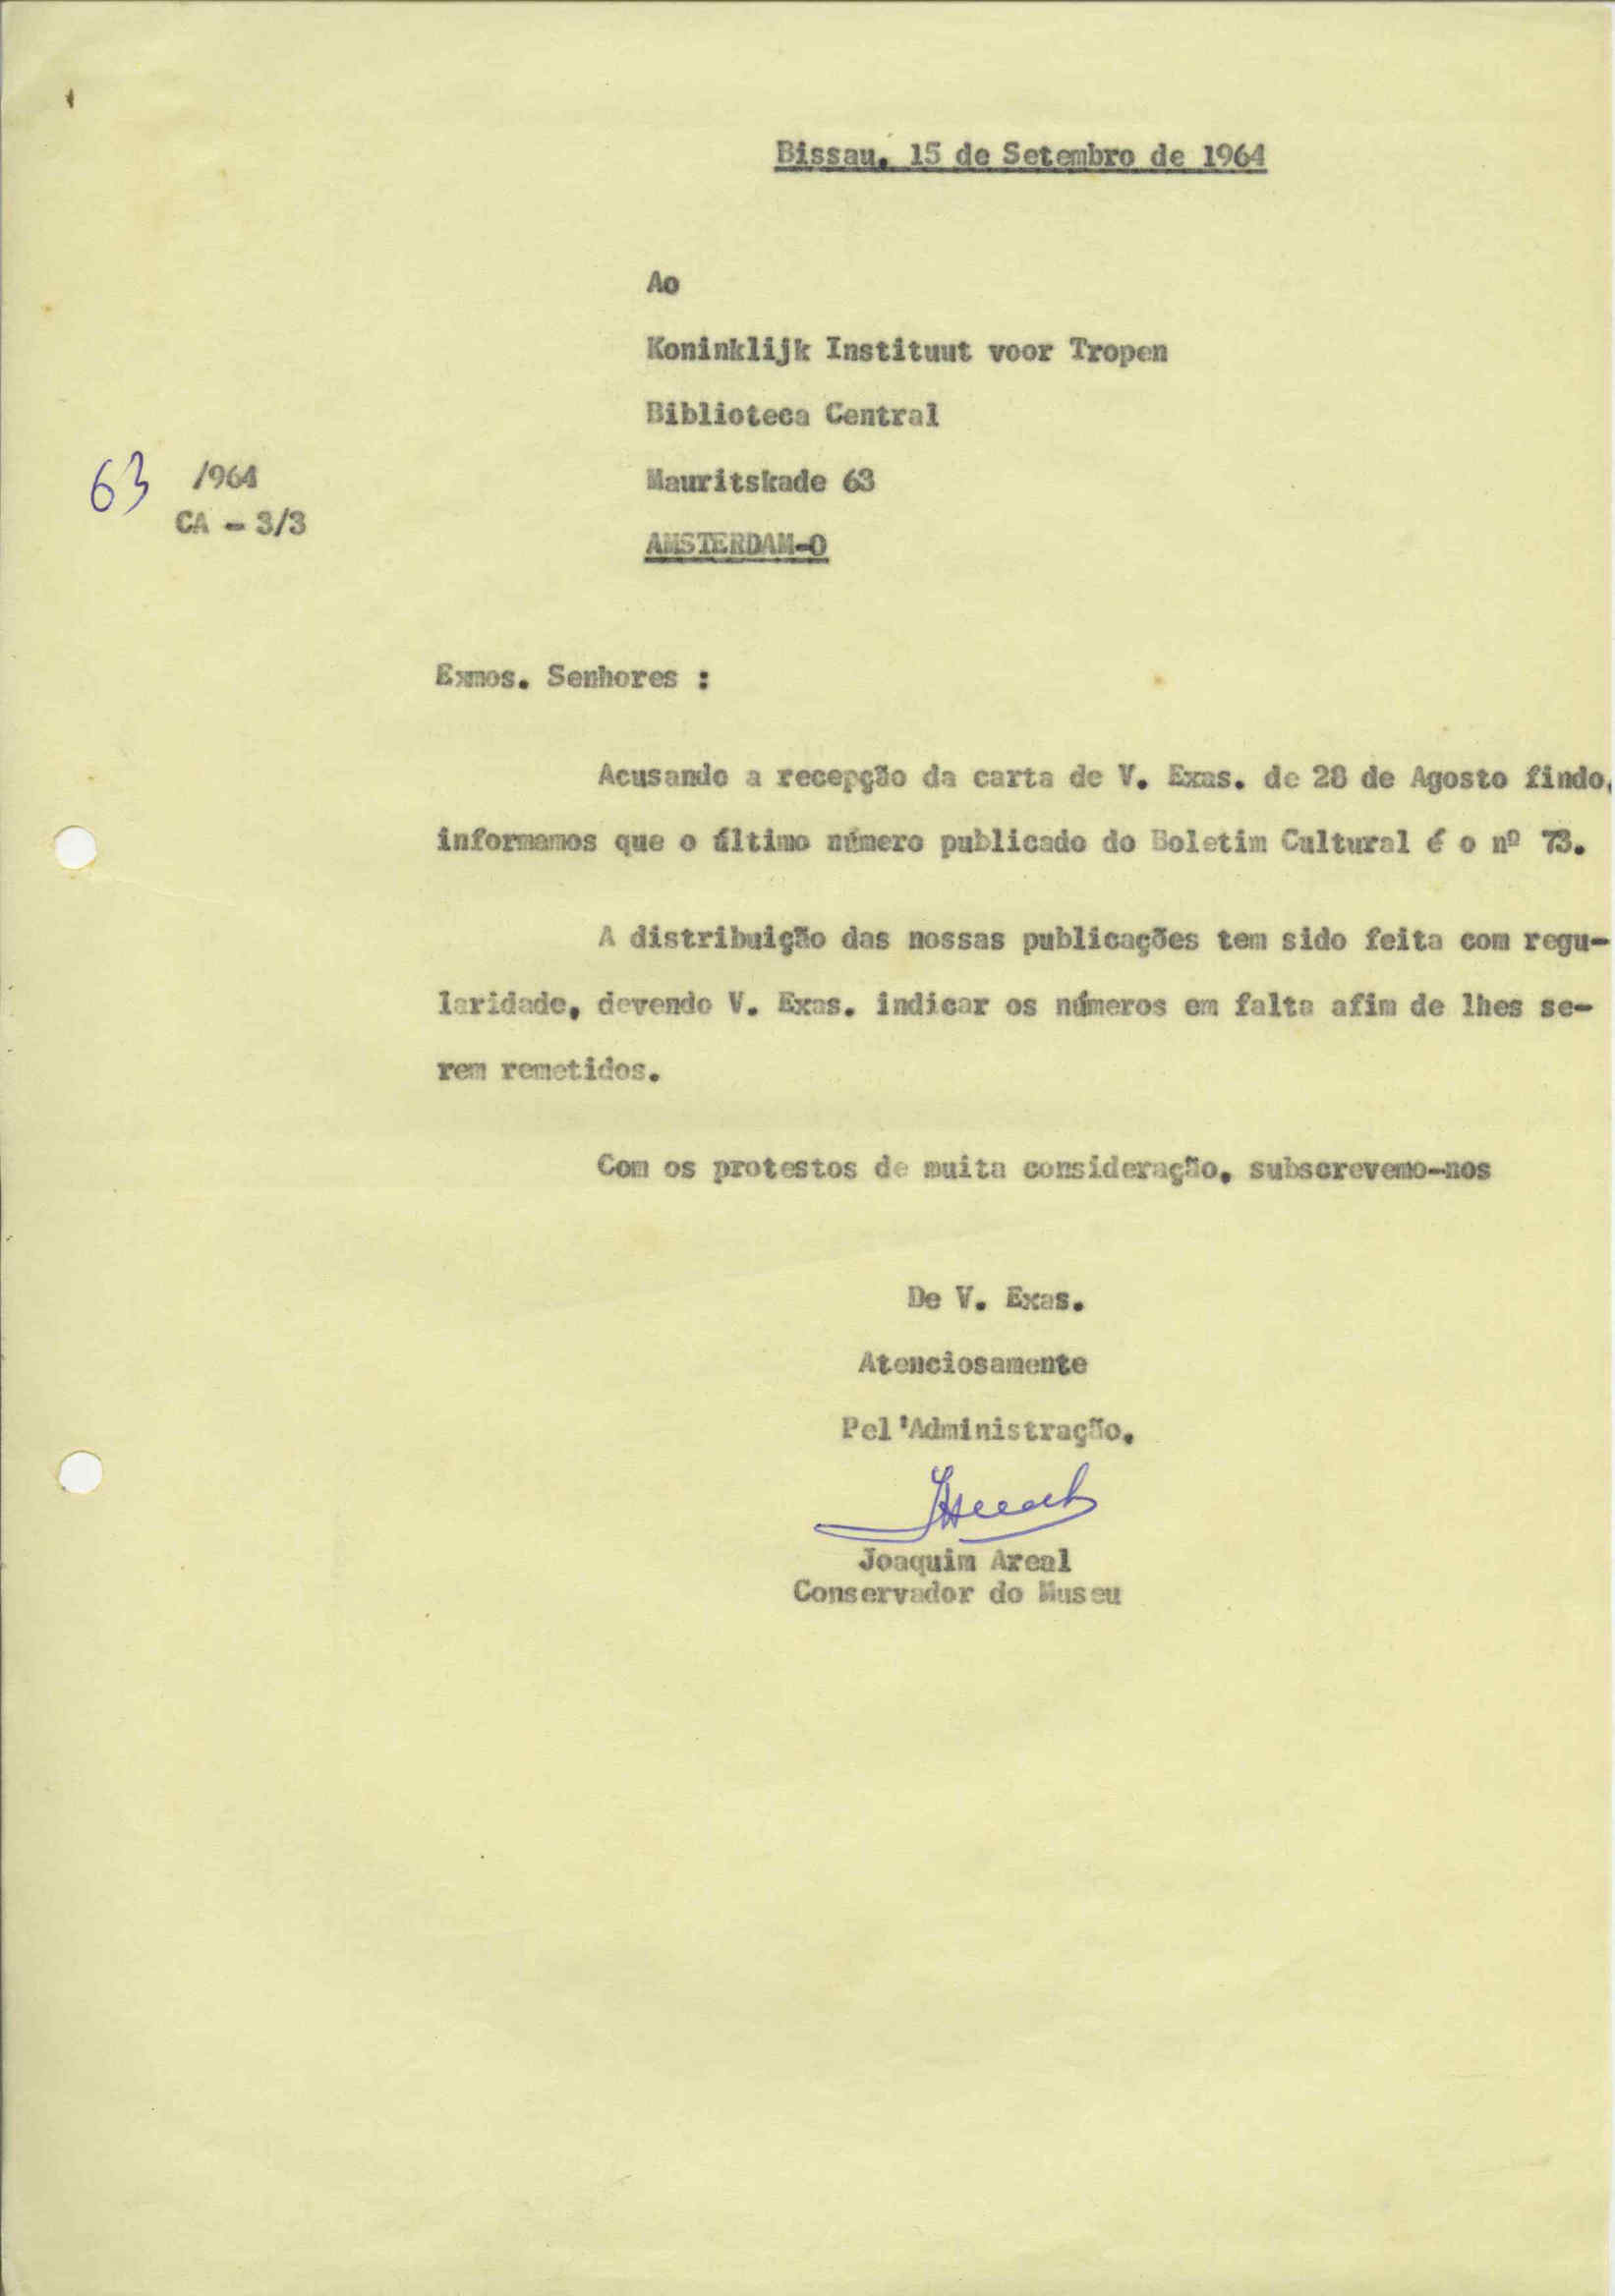 Bissau, 15 de Setembro de 1964
Ao
Koninklijk Instituut voor Tropen
Biblioteca Central
Mauritskade 63
AMSTERDAM-O
63 /964
CA - 3/3
Exmos. Senhores :
Acusando a recepção da carta de V. Exas. de 28 de Agosto findo,
informamos que o último número publicado do Boletim Cultural é o nº 73.
A distribuição das nossas publicações tem sido feita com regu-
laridade, devendo V. Exas. indicar os números em falta afim de lhes se-
rem remetidos.
Com os protestos de muita consideração, subscrevemo-nos
De V. Exas.
Atenciosamente
Pel'Administração,
Joaquim Areal
Conservador do Museu